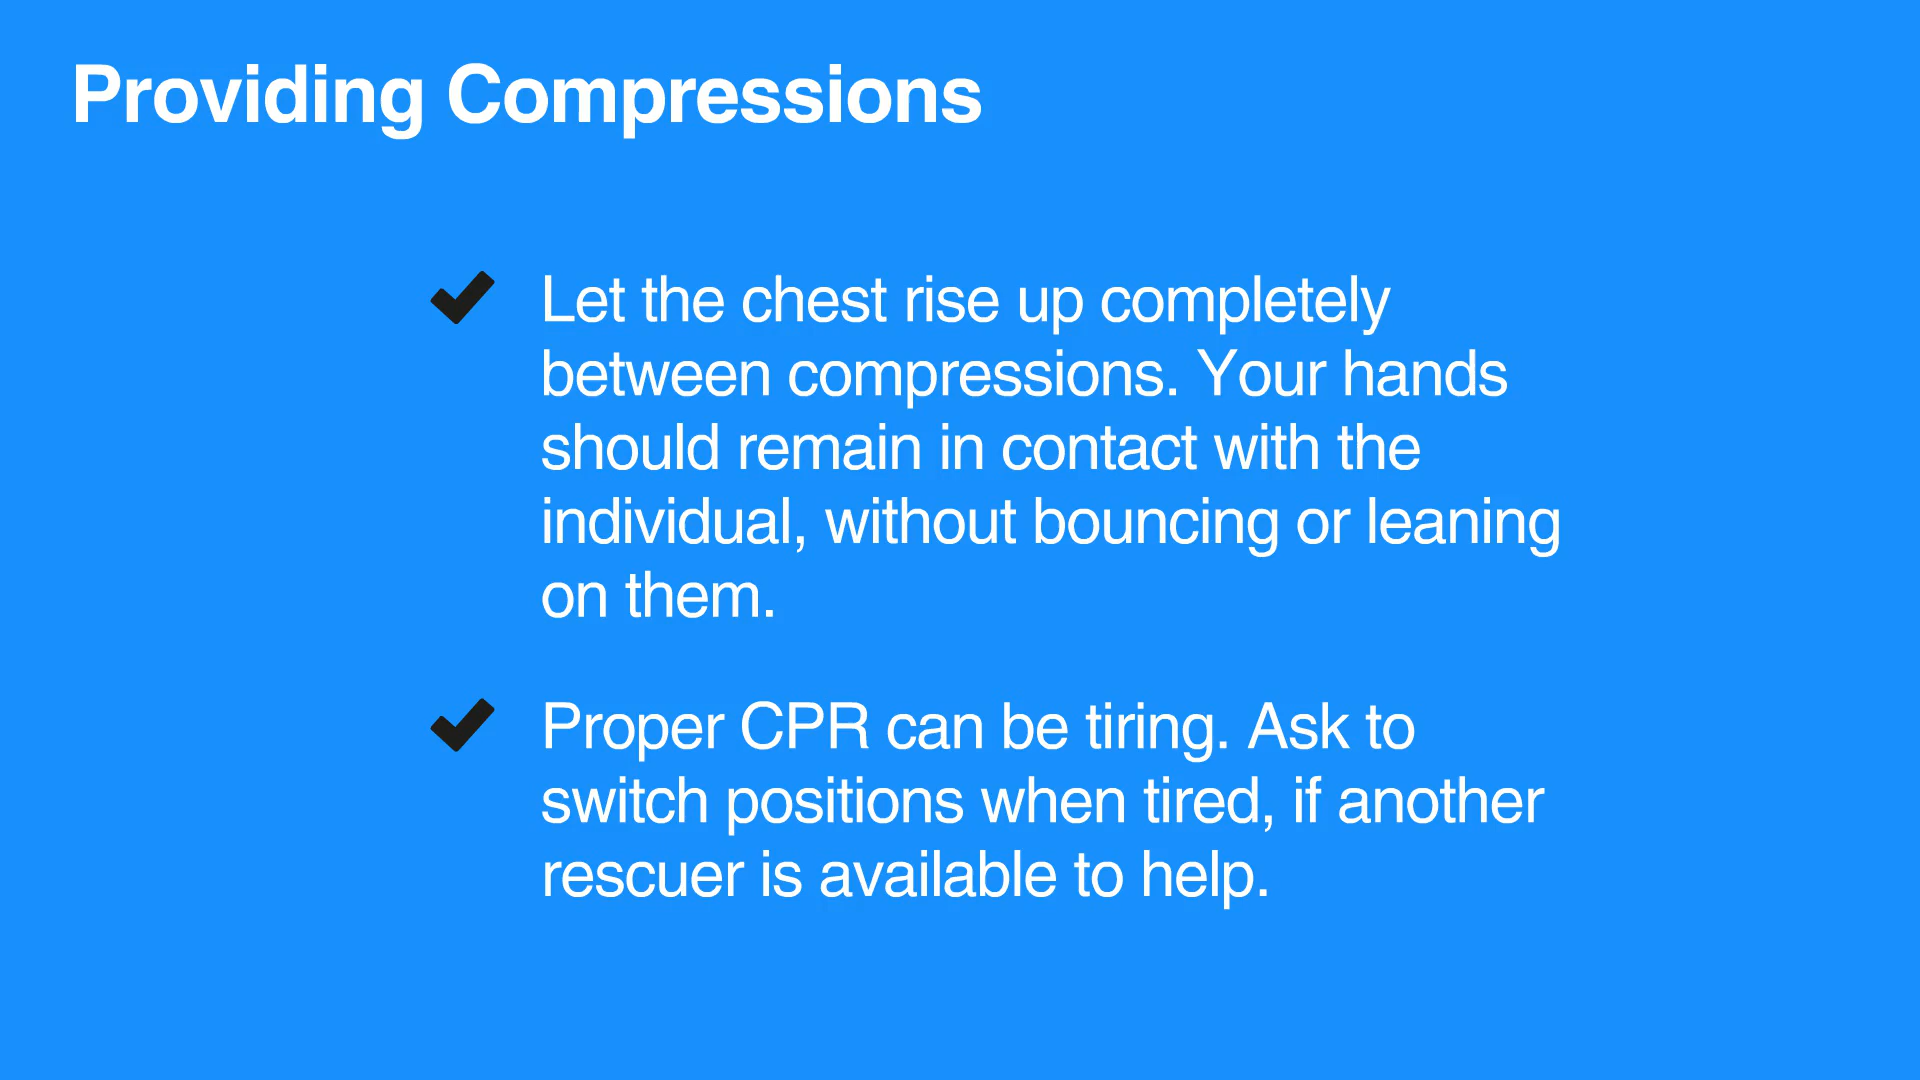 Providing Compressions
Let the chest rise up completely
between compressions. Your hands
should remain in contact with the
individual, without bouncing or leaning
on them.
Proper CPR can be tiring. Ask to
switch positions when tired, if another
rescuer is available to help.